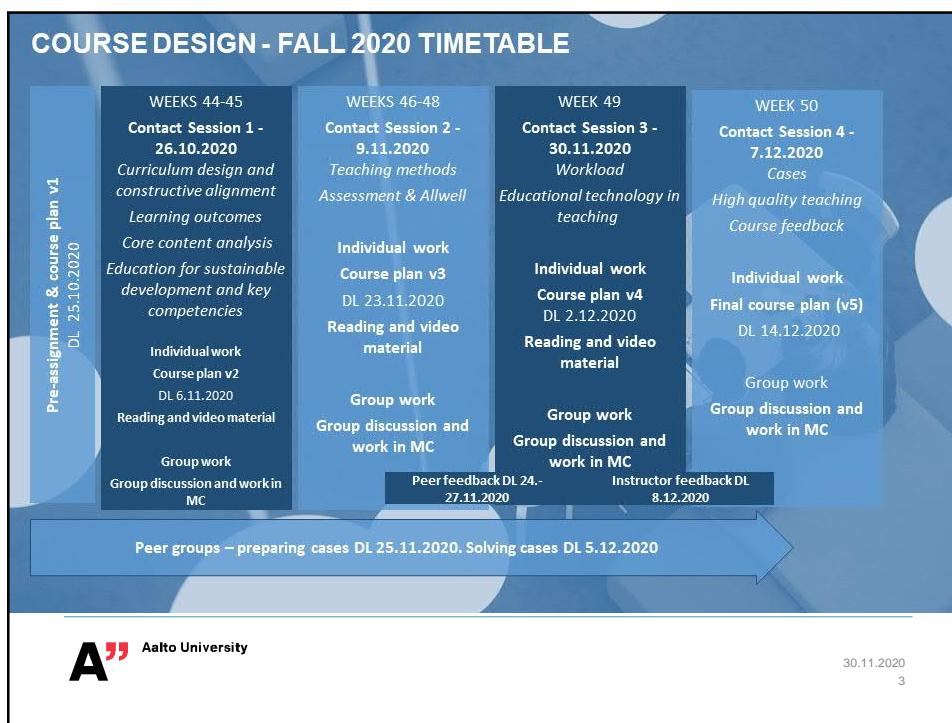 COURSE DESIGN - FALL 2020 TIMETABLE
Pre-assignment & course plan v1
DL 25.10.2020
WEEKS 44-45
Contact Session 1 -
26.10.2020
Curriculum design and
constructive alignment
Learning outcomes
Core content analysis
Education for sustainable
development and key
competencies
Individual work
Course plan v2
DL 6.11.2020
Reading and video material
Group work
Group discussion and work in
MC
WEEKS 46-48
Contact Session 2 -
9.11.2020
Teaching methods
Assessment & Allwell
Individual work
Course plan v3
DL 23.11.2020
Reading and video
material
Group work
Group discussion and
work in MC
WEEK 49
Contact Session 3 -
30.11.2020
Workload
Educational technology in
teaching
Individual work
Course plan v4
DL 2.12.2020
Reading and video
material
Group work
Group discussion and
work in MC
WEEK 50
Contact Session 4 -
7.12.2020
Cases
High quality teaching
Course feedback
Individual work
Final course plan (v5)
DL 14.12.2020
Group work
Group discussion and
work in MC
Peer feedback DL 24.-
27.11.2020
Instructor feedback DL
8.12.2020
Peer groups – preparing cases DL 25.11.2020. Solving cases DL 5.12.2020
A”
Aalto University
30.11.2020
3